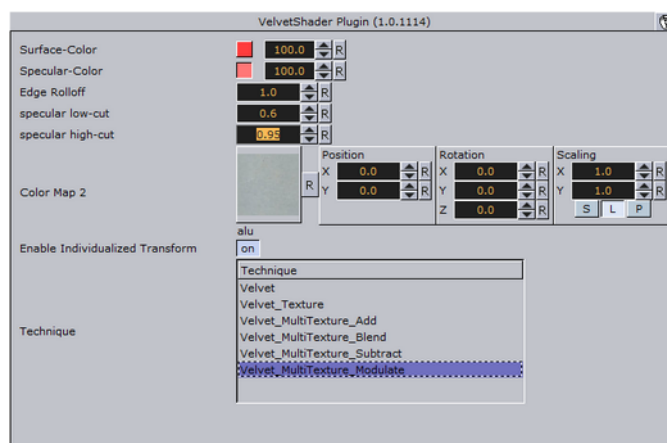 VelvetShader Plugin (1.0.1114)
Surface-Color 100.0 R
Specular-Color 100.0 R
Edge Rolloff 1.0 R
specular low-cut 0.6 R
specular high-cut 0.95 R
Color Map 2
R
alu
Position
X 0.0 R
Y 0.0 R
Rotation
X 0.0 R
Y 0.0 R
Z 0.0 R
Scaling
X 1.0 R
Y 1.0 R
S L P
Enable Individualized Transform on
Technique
Technique
Velvet
Velvet_Texture
Velvet_MultiTexture_Add
Velvet_MultiTexture_Blend
Velvet_MultiTexture_Subtract
Velvet_MultiTexture_Modulate